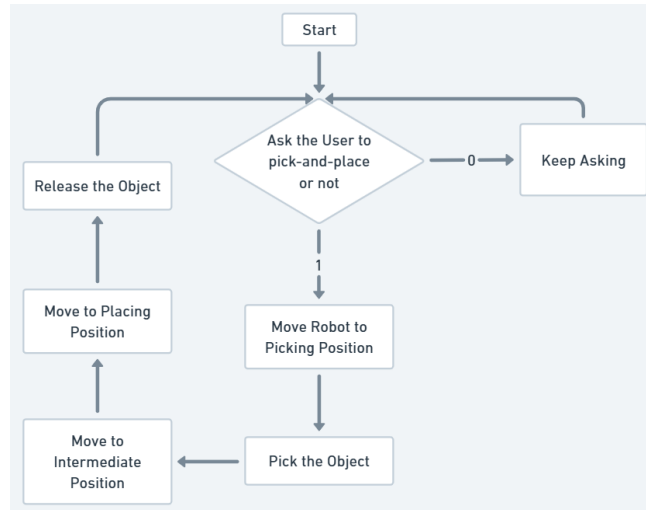 Start
Ask the User to
pick-and-place
or not
0
Keep Asking
Release the Object
1
Move to Placing
Position
Move Robot to
Picking Position
Move to
Intermediate
Position
Pick the Object